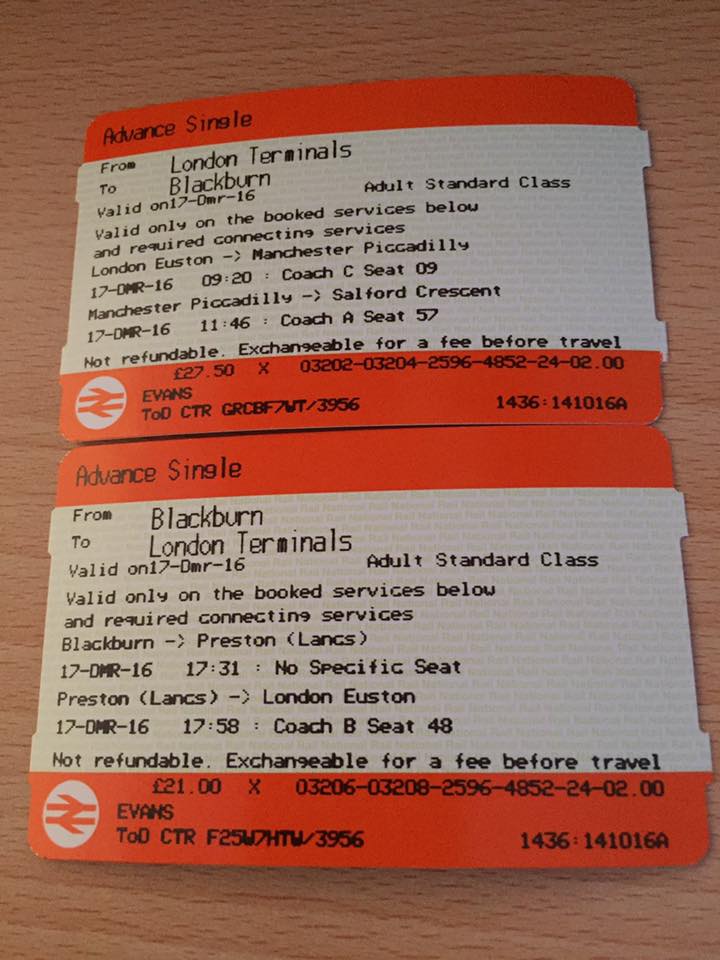 Advance Single
From London Terminals
To Blackburn
Valid on17-Dmr-16 Adult Standard Class
Valid only on the booked services below
and required connecting services
London Euston -> Manchester Piccadilly
17-DMR-16 09:20 : Coach C Seat 09
Manchester Piccadilly -> Salford Crescent
17-DMR-16 11:46 : Coach A Seat 57
Not refundable. Exchangeable for a fee before travel
£27.50 X 03202-03204-2596-4852-24-02.00
EVANS
ToD CTR GRCBF7WT/3956 1436:141016A
Advance Single
From Blackburn
To London Terminals
Valid on17-Dmr-16 Adult Standard Class
Valid only on the booked services below
and required connecting services
Blackburn -> Preston (Lancs)
17-DMR-16 17:31 : No Specific Seat
Preston (Lancs) -> London Euston
17-DMR-16 17:58 : Coach B Seat 48
Not refundable. Exchangeable for a fee before travel
£21.00 X 03206-03208-2596-4852-24-02.00
EVANS
ToD CTR F25W7HTW/3956 1436:141016A